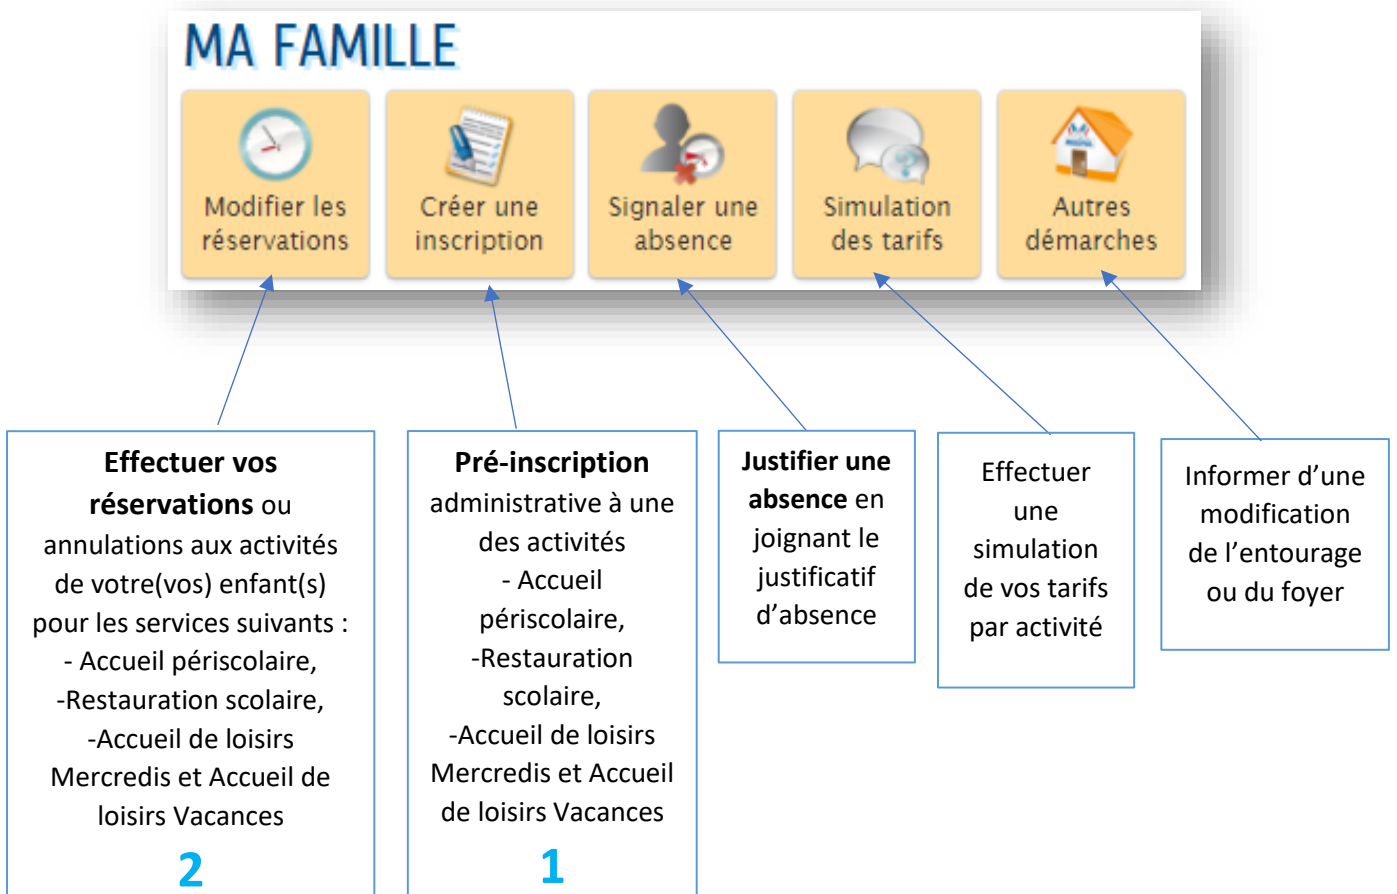 MA FAMILLE
Modifier les
réservations
Créer une
inscription
Signaler une
absence
Simulation
des tarifs
Autres
démarches
Effectuer vos
réservations ou
annulations aux activités
de votre(vos) enfant(s)
pour les services suivants :
- Accueil périscolaire,
-Restauration scolaire,
-Accueil de loisirs
Mercredis et Accueil de
loisirs Vacances
2
Pré-inscription
administrative à une
des activités
- Accueil
périscolaire,
-Restauration
scolaire,
-Accueil de loisirs
Mercredis et Accueil
de loisirs Vacances
1
Justifier une
absence en
joignant le
justificatif
d’absence
Effectuer
une
simulation
de vos tarifs
par activité
Informer d’une
modification
de l’entourage
ou du foyer